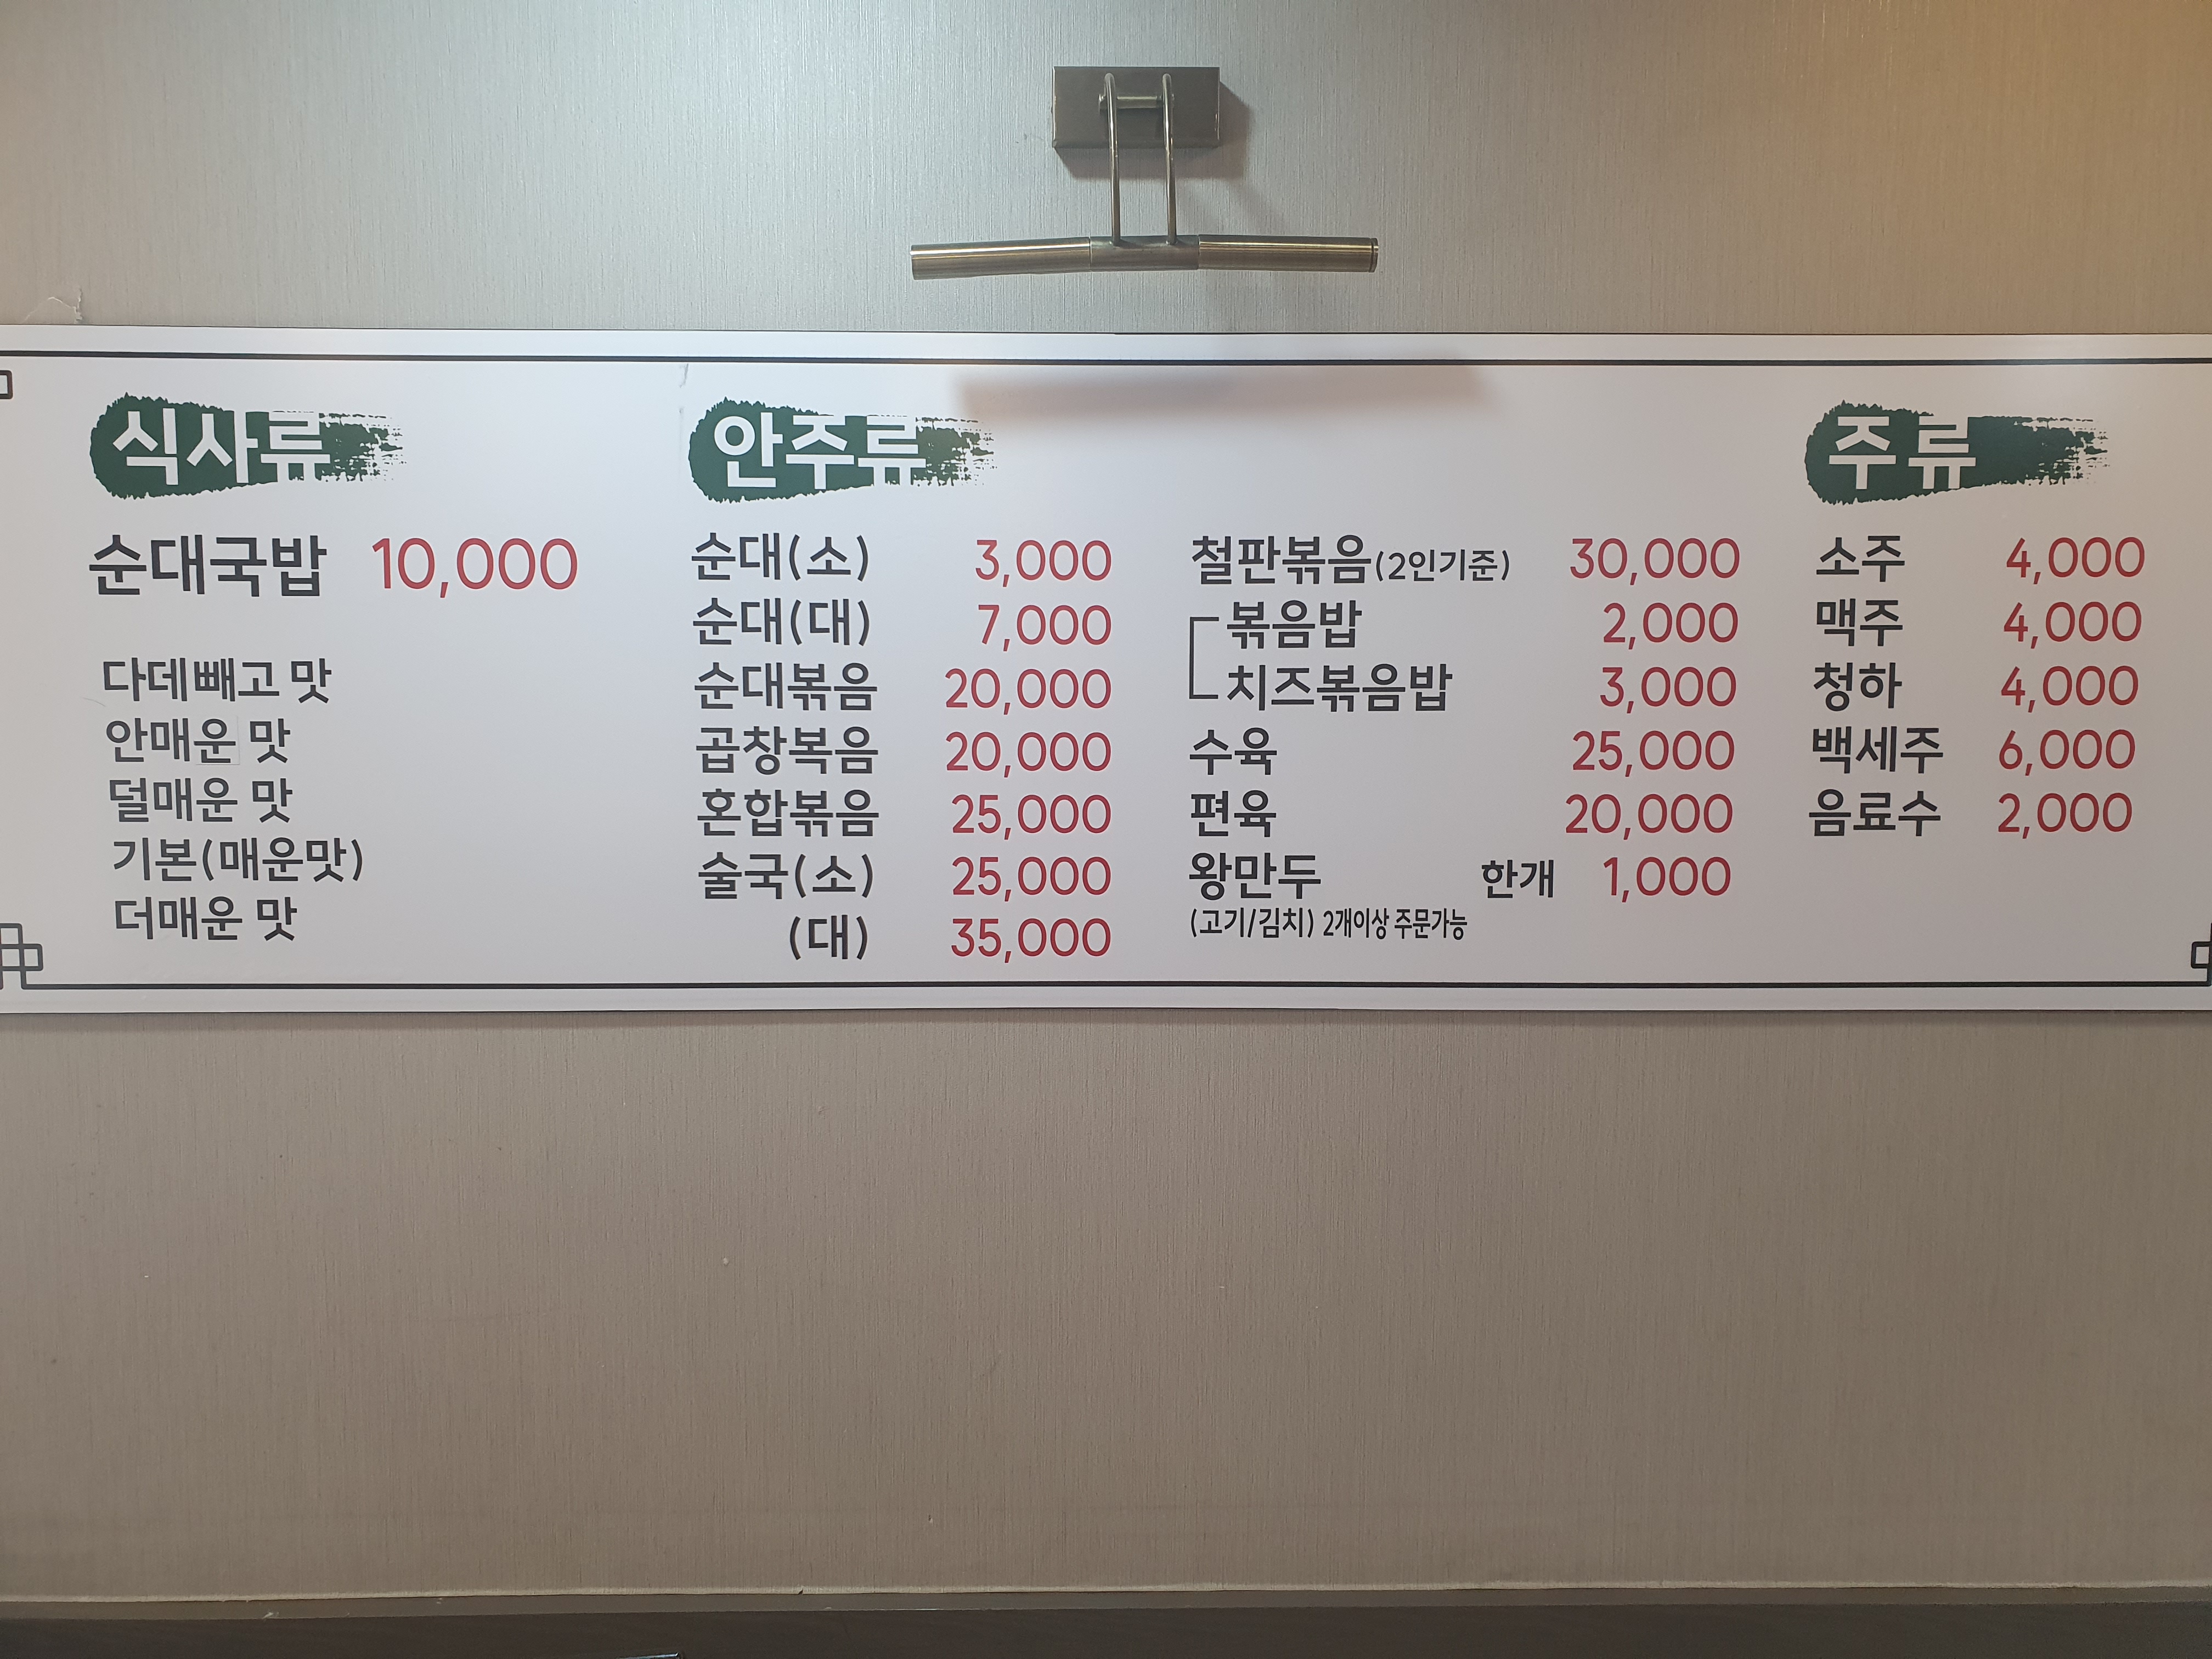 식사류
순대국밥 10,000
다데빼고 맛
안매운 맛
덜매운 맛
기본(매운맛)
더매운 맛
안주류
순대(소) 3,000
순대(대) 7,000
순대볶음 20,000
곱창볶음 20,000
혼합볶음 25,000
술국(소) 25,000
(대) 35,000
철판볶음(2인기준) 30,000
볶음밥 2,000
치즈볶음밥 3,000
수육 25,000
편육 20,000
왕만두 한개 1,000
(고기/김치) 2개이상 주문가능
주류
소주 4,000
맥주 4,000
청하 4,000
백세주 6,000
음료수 2,000